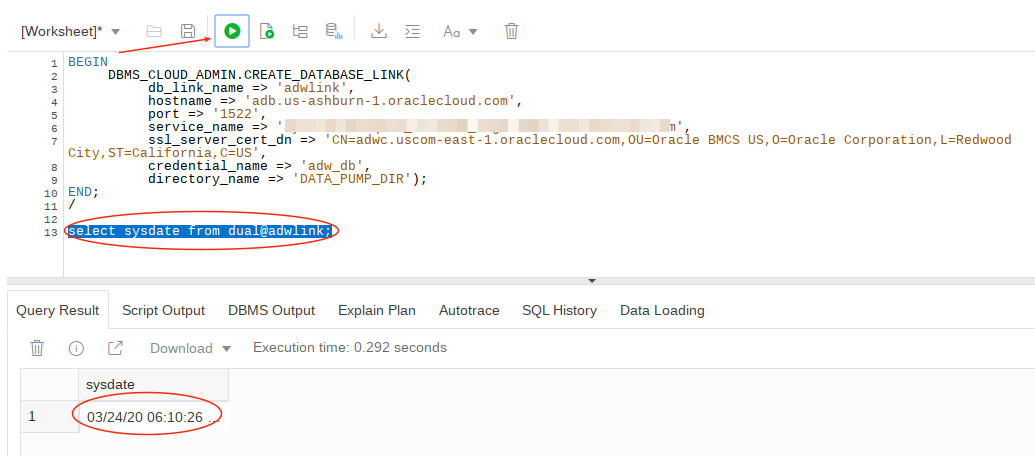 [Worksheet]*
Aa
1 BEGIN
2 DBMS_CLOUD_ADMIN.CREATE_DATABASE_LINK(
3 db_link_name => 'adwlink',
4 hostname => 'adb.us-ashburn-1.oraclecloud.com',
5 port => '1522',
6 service_name => '
7 ssl_server_cert_dn => 'CN=adwc.uscom-east-1.oraclecloud.com,OU=Oracle BMCS US,O=Oracle Corporation,L=Redwood
City,ST=California,C=US',
8 credential_name => 'adw_db',
9 directory_name => 'DATA_PUMP_DIR');
10 END;
11 /
12
13 select sysdate from dual@adwlink;
Query Result Script Output DBMS Output Explain Plan Autotrace SQL History Data Loading
Download Execution time: 0.292 seconds
sysdate
1 03/24/20 06:10:26 ...